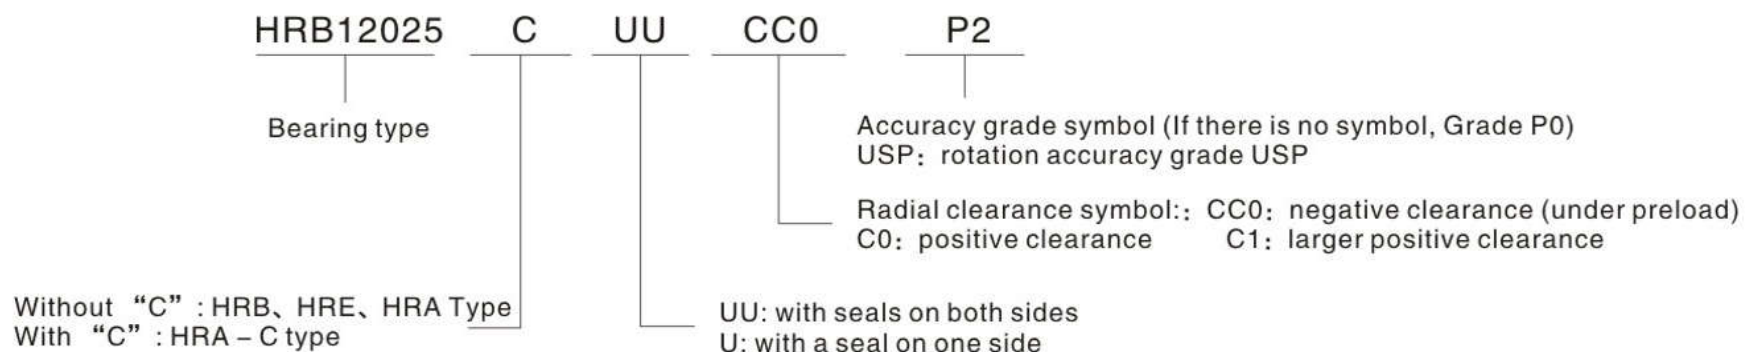 HRB12025 C UU CC0 P2
Bearing type
Accuracy grade symbol (If there is no symbol, Grade P0)
USP：rotation accuracy grade USP
Radial clearance symbol:：CC0：negative clearance (under preload)
C0：positive clearance C1：larger positive clearance
Without “C”：HRB、HRE、HRA Type
With “C”：HRA – C type
UU: with seals on both sides
U: with a seal on one side